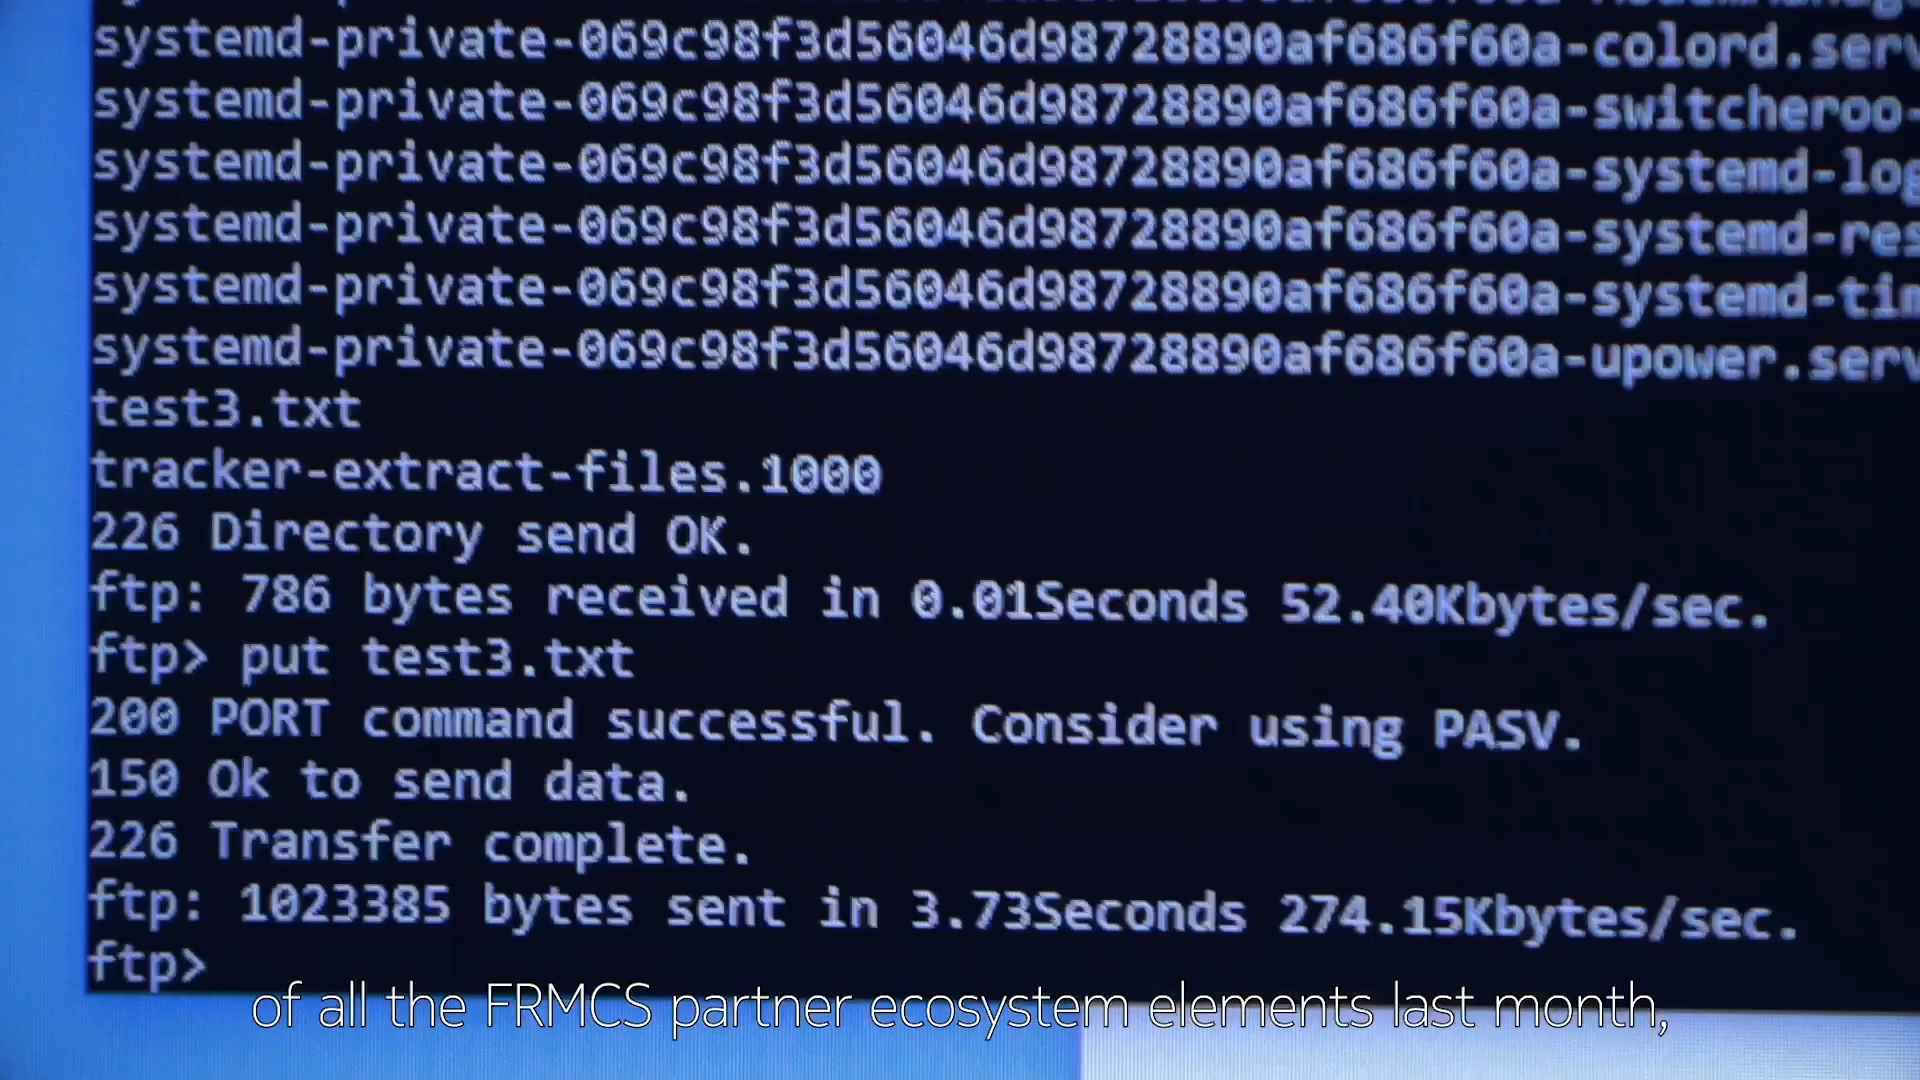 systemd-private-069c98f3d56046d98728890af686f60a-colord.serv
systemd-private-069c98f3d56046d98728890af686f60a-switcheroo-
systemd-private-069c98f3d56046d98728890af686f60a-systemd-log
systemd-private-069c98f3d56046d98728890af686f60a-systemd-res
systemd-private-069c98f3d56046d98728890af686f60a-systemd-tim
systemd-private-069c98f3d56046d98728890af686f60a-upower.serv
test3.txt
tracker-extract-files.1000
226 Directory send OK.
ftp: 786 bytes received in 0.01Seconds 52.40Kbytes/sec.
ftp> put test3.txt
200 PORT command successful. Consider using PASV.
150 Ok to send data.
226 Transfer complete.
ftp: 1023385 bytes sent in 3.73Seconds 274.15Kbytes/sec.
ftp>
of all the FRMCS partner ecosystem elements last month,